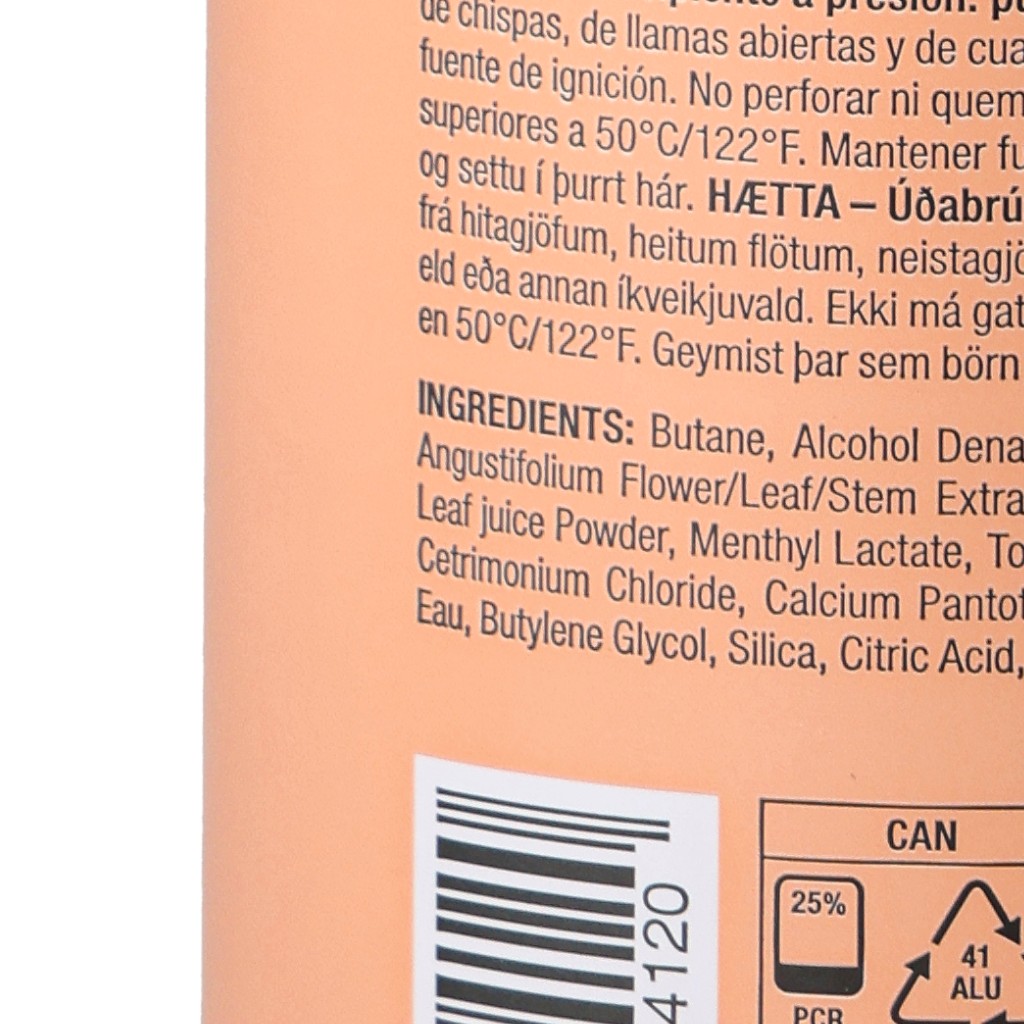 a presión:
de chispas, de llamas abiertas y de cua
fuente de ignición. No perforar ni quem
superiores a 50°C/122°F. Mantener fu
og settu í þurrt hár. HÆTTA – Úðabrú
frá hitagjöfum, heitum flötum, neistagjö
eld eða annan íkveikjuvald. Ekki má gat
en 50°C/122°F. Geymist þar sem börn
INGREDIENTS: Butane, Alcohol Dena
Angustifolium Flower/Leaf/Stem Extra
Leaf juice Powder, Menthyl Lactate, To
Cetrimonium Chloride, Calcium Pantot
Eau, Butylene Glycol, Silica, Citric Acid,
4120
CAN
25%
PCR
41
ALU